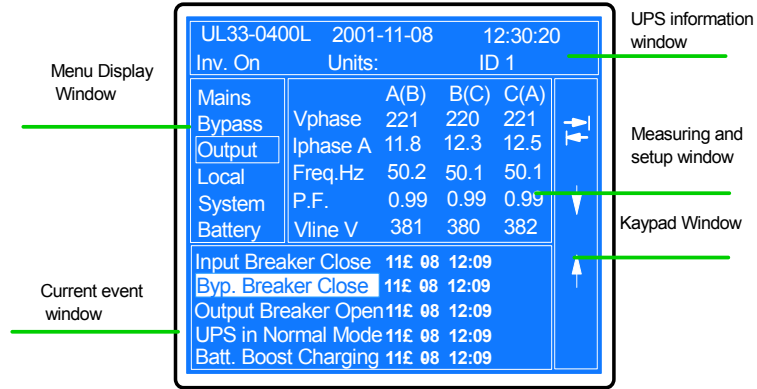 UL33-0400L 2001-11-08 12:30:20
Inv. On Units: ID 1
Mains
Bypass
Output
Local
System
Battery
A(B) B(C) C(A)
Vphase 221 220 221
Iphase A 11.8 12.3 12.5
Freq.Hz 50.2 50.1 50.1
P.F. 0.99 0.99 0.99
Vline V 381 380 382
Input Breaker Close 11£ 08 12:09
Byp. Breaker Close 11£ 08 12:09
Output Breaker Open 11£ 08 12:09
UPS in Normal Mode 11£ 08 12:09
Batt. Boost Charging 11£ 08 12:09
Menu Display
Window
Current event
window
UPS information
window
Measuring and
setup window
Kaypad Window